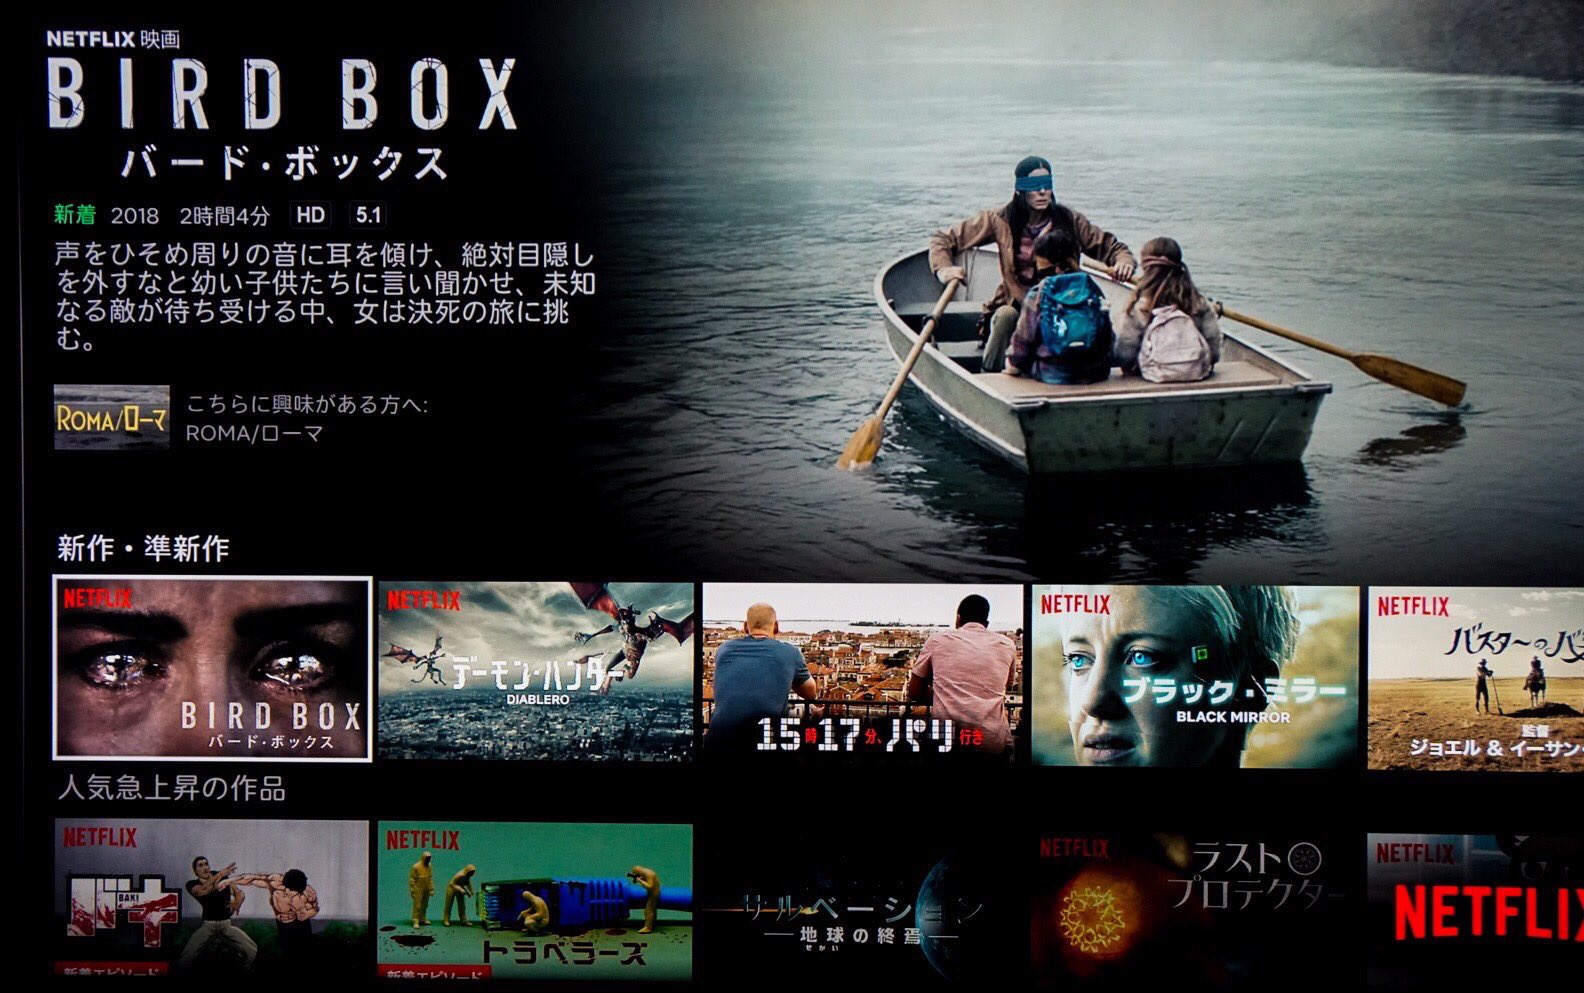 NETFLIX 映画
BIRD BOX
バード・ボックス
新着 2018 2時間4分 HD 5.1
声をひそめ周りの音に耳を傾け、絶対目隠し
を外すなと幼い子供たちに言い聞かせ、未知
なる敵が待ち受ける中、女は決死の旅に挑
む。
ROMA/ローマ
こちらに興味がある方へ:
ROMA/ローマ
新作・準新作
NETFLIX
BIRD BOX
バード・ボックス
NETFLIX
デーモン・ハンター
DIABLERO
15時17分、パリ行き
NETFLIX
ブラック・ミラー
BLACK MIRROR
NETFLIX
バスターのバ
監督
ジョエル & イーサン・
人気急上昇の作品
NETFLIX
バキ
BAKI
新着エピソード
NETFLIX
トラベラーズ
新着エピソード
サルベーション
地球の終焉
せかい
NETFLIX
ラスト
プロテクター
NETFLIX
NETFLIX